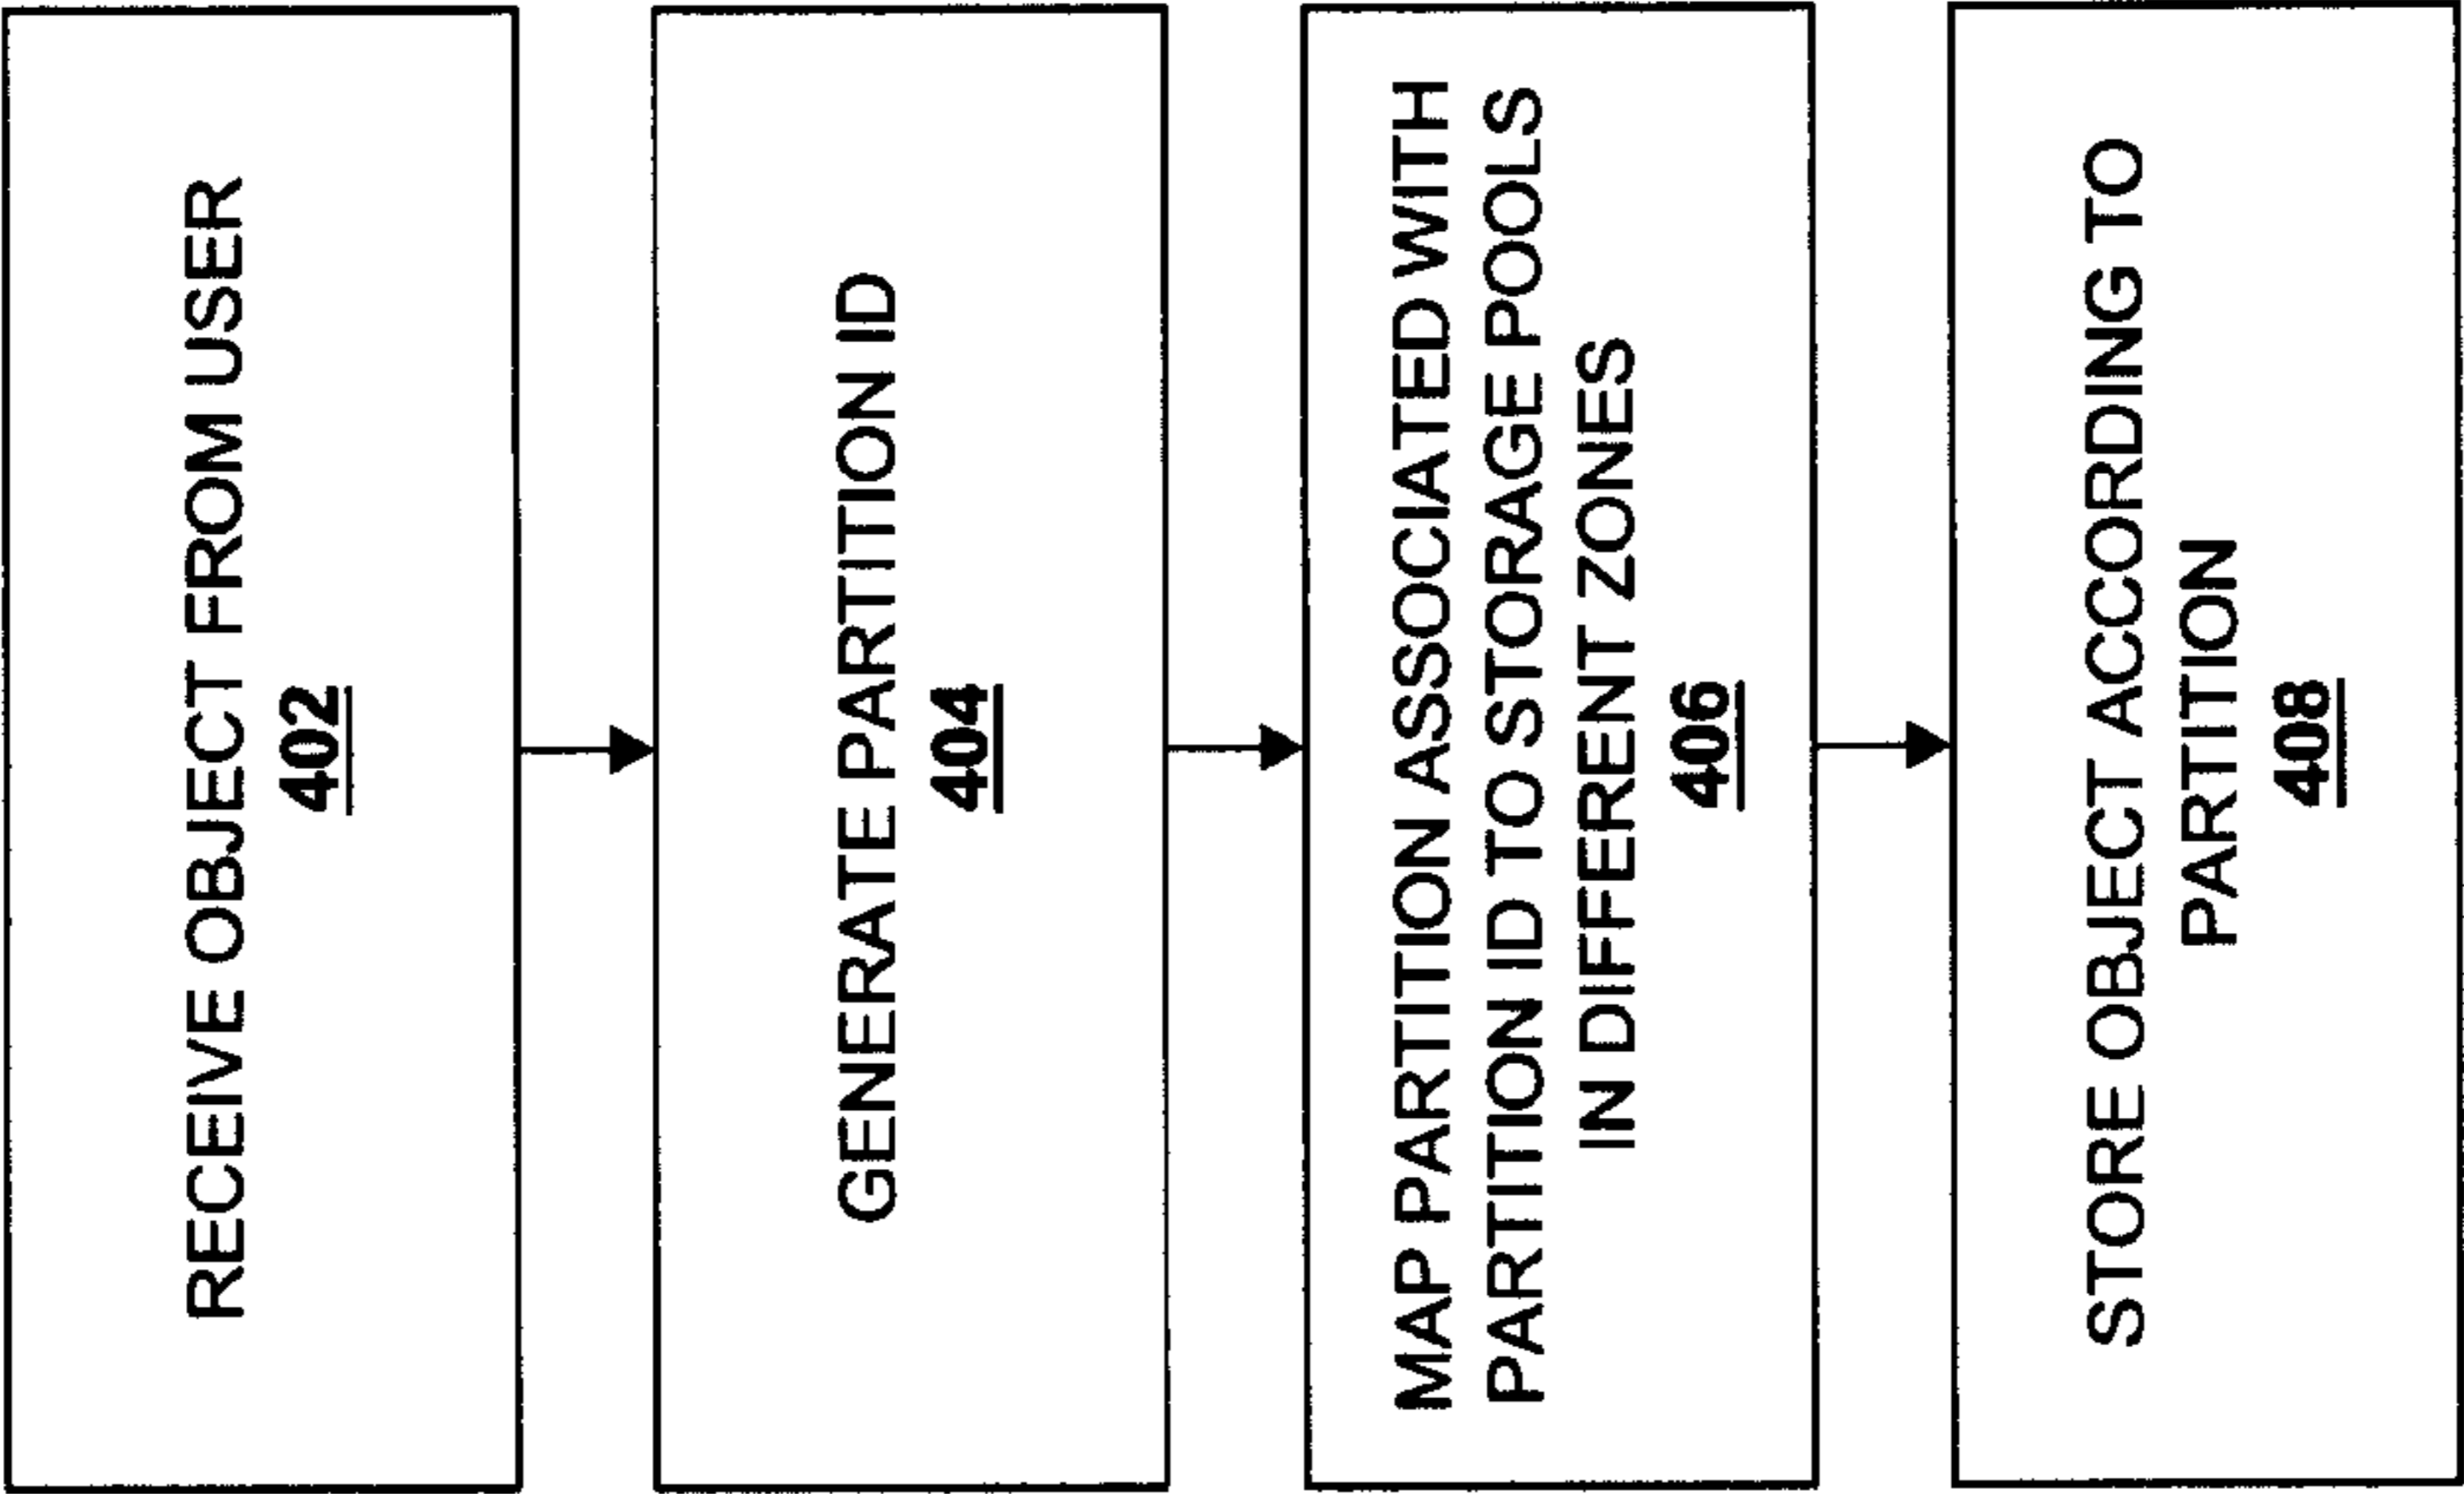 RECEIVE OBJECT FROM USER
402
GENERATE PARTITION ID
404
MAP PARTITION ASSOCIATED WITH
PARTITION ID TO STORAGE POOLS
IN DIFFERENT ZONES
406
STORE OBJECT ACCORDING TO
PARTITION
408